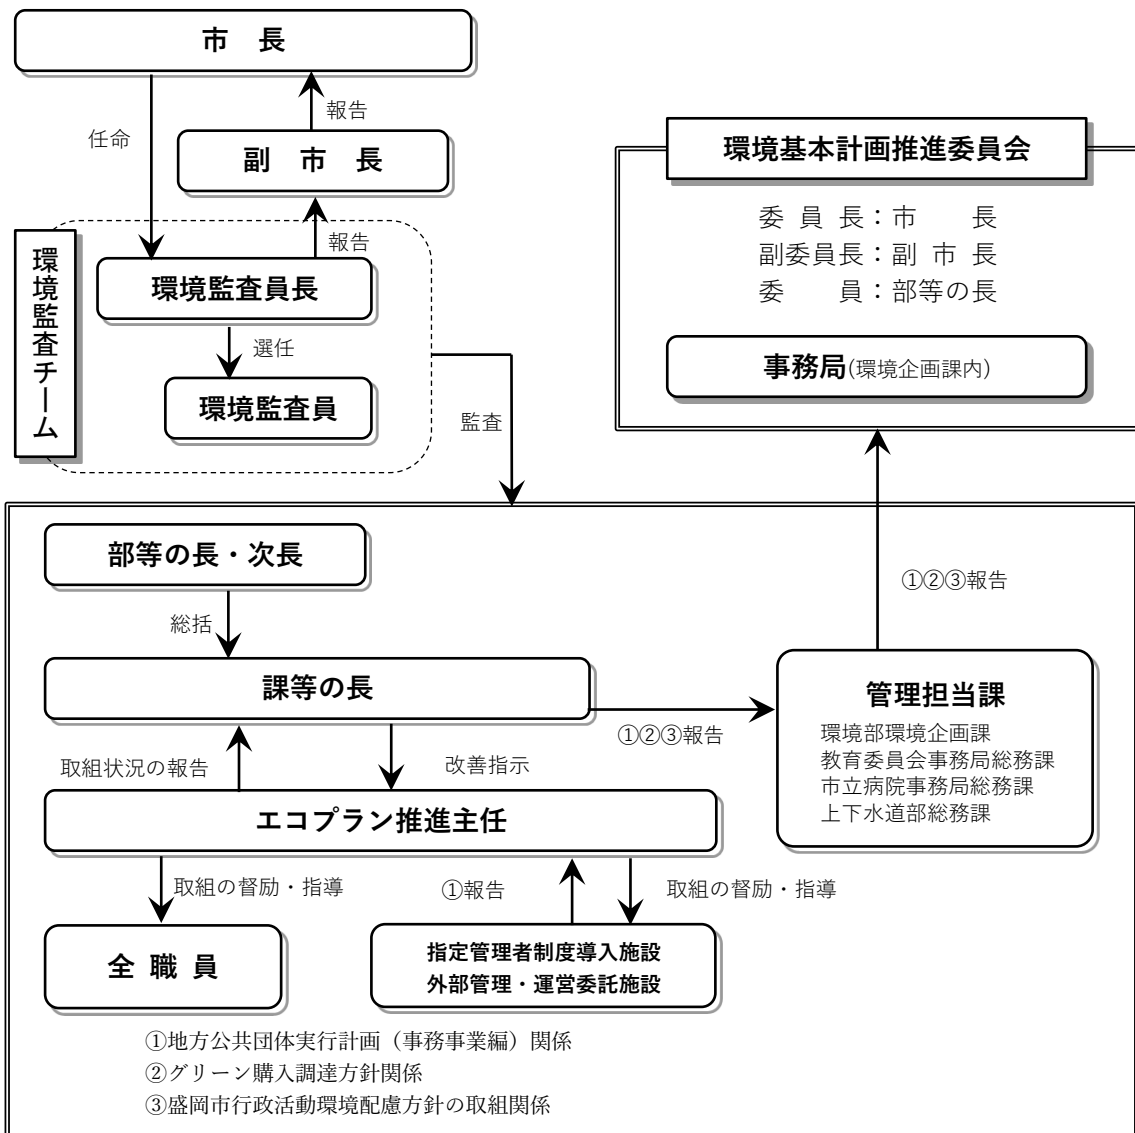 市　長
報告
任命
副　市　長
報告
環境監査チーム
環境監査員長
選任
環境監査員
監査
環境基本計画推進委員会
委 員 長：市　　長
副委員長：副 市 長
委　　員：部等の長
事務局(環境企画課内)
①②③報告
部等の長・次長
総括
課等の長
①②③報告
管理担当課
環境部環境企画課
教育委員会事務局総務課
市立病院事務局総務課
上下水道部総務課
取組状況の報告
改善指示
エコプラン推進主任
取組の督励・指導
①報告
取組の督励・指導
全 職 員
指定管理者制度導入施設
外部管理・運営委託施設
①地方公共団体実行計画（事務事業編）関係
②グリーン購入調達方針関係
③盛岡市行政活動環境配慮方針の取組関係